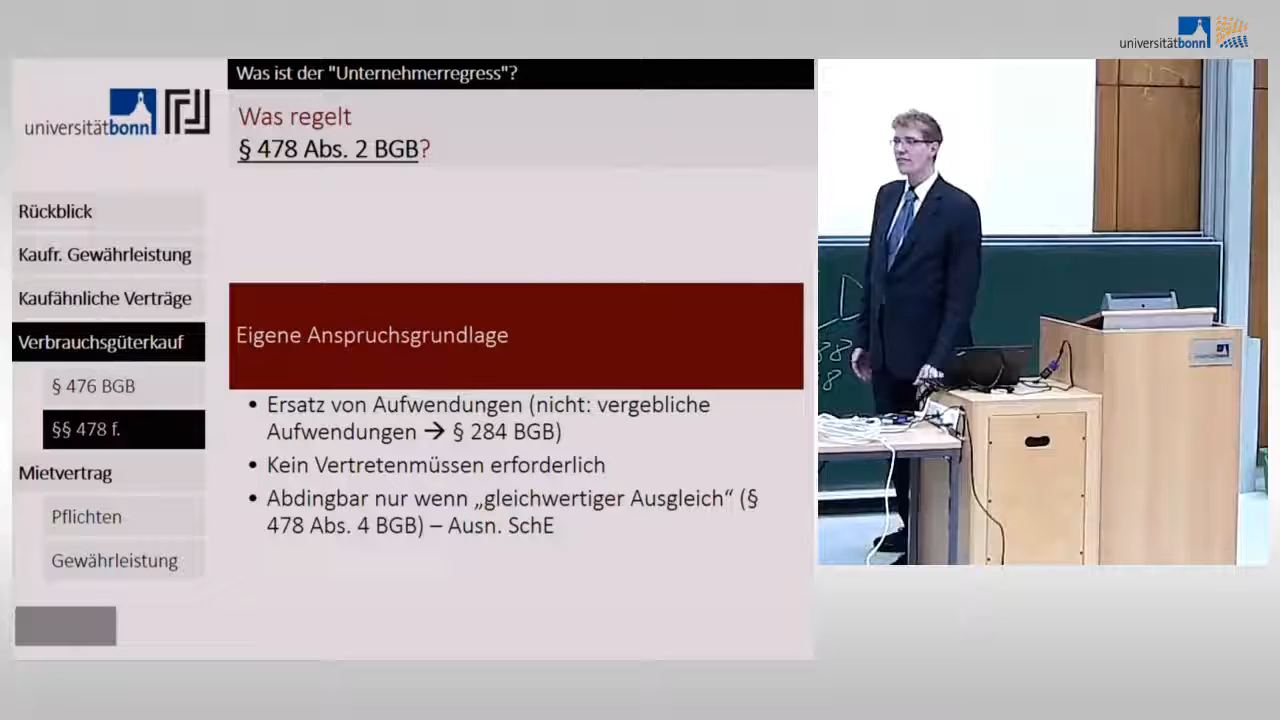 universitätbonn
Was ist der "Unternehmerregress"?
universitätbonn
Was regelt
§ 478 Abs. 2 BGB?
Rückblick
Kaufr. Gewährleistung
Kaufähnliche Verträge
Verbrauchsgüterkauf
§ 476 BGB
§§ 478 f.
Mietvertrag
Pflichten
Gewährleistung
Eigene Anspruchsgrundlage
• Ersatz von Aufwendungen (nicht: vergebliche
Aufwendungen → § 284 BGB)
• Kein Vertretenmüssen erforderlich
• Abdingbar nur wenn „gleichwertiger Ausgleich“ (§
478 Abs. 4 BGB) – Ausn. SchE